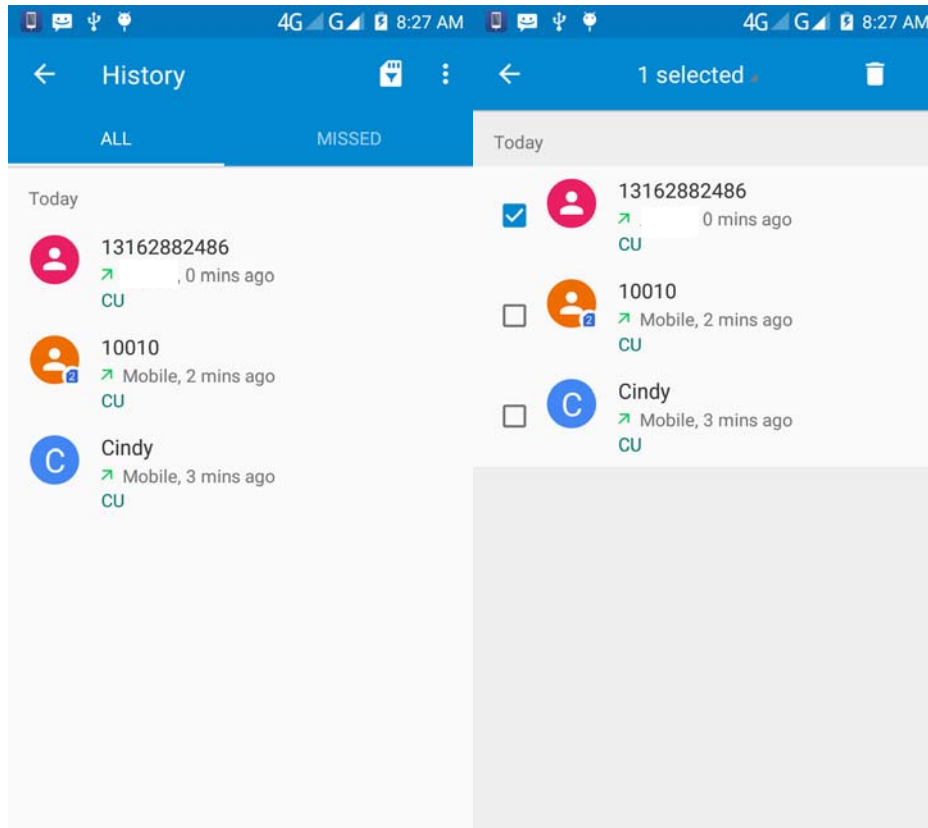 4G G 8:27 AM
History
ALL MISSED
Today
13162882486
, 0 mins ago
CU
10010
2
Mobile, 2 mins ago
CU
C
Cindy
Mobile, 3 mins ago
CU
4G G 8:27 AM
1 selected
Today
13162882486
0 mins ago
CU
10010
2
Mobile, 2 mins ago
CU
C
Cindy
Mobile, 3 mins ago
CU